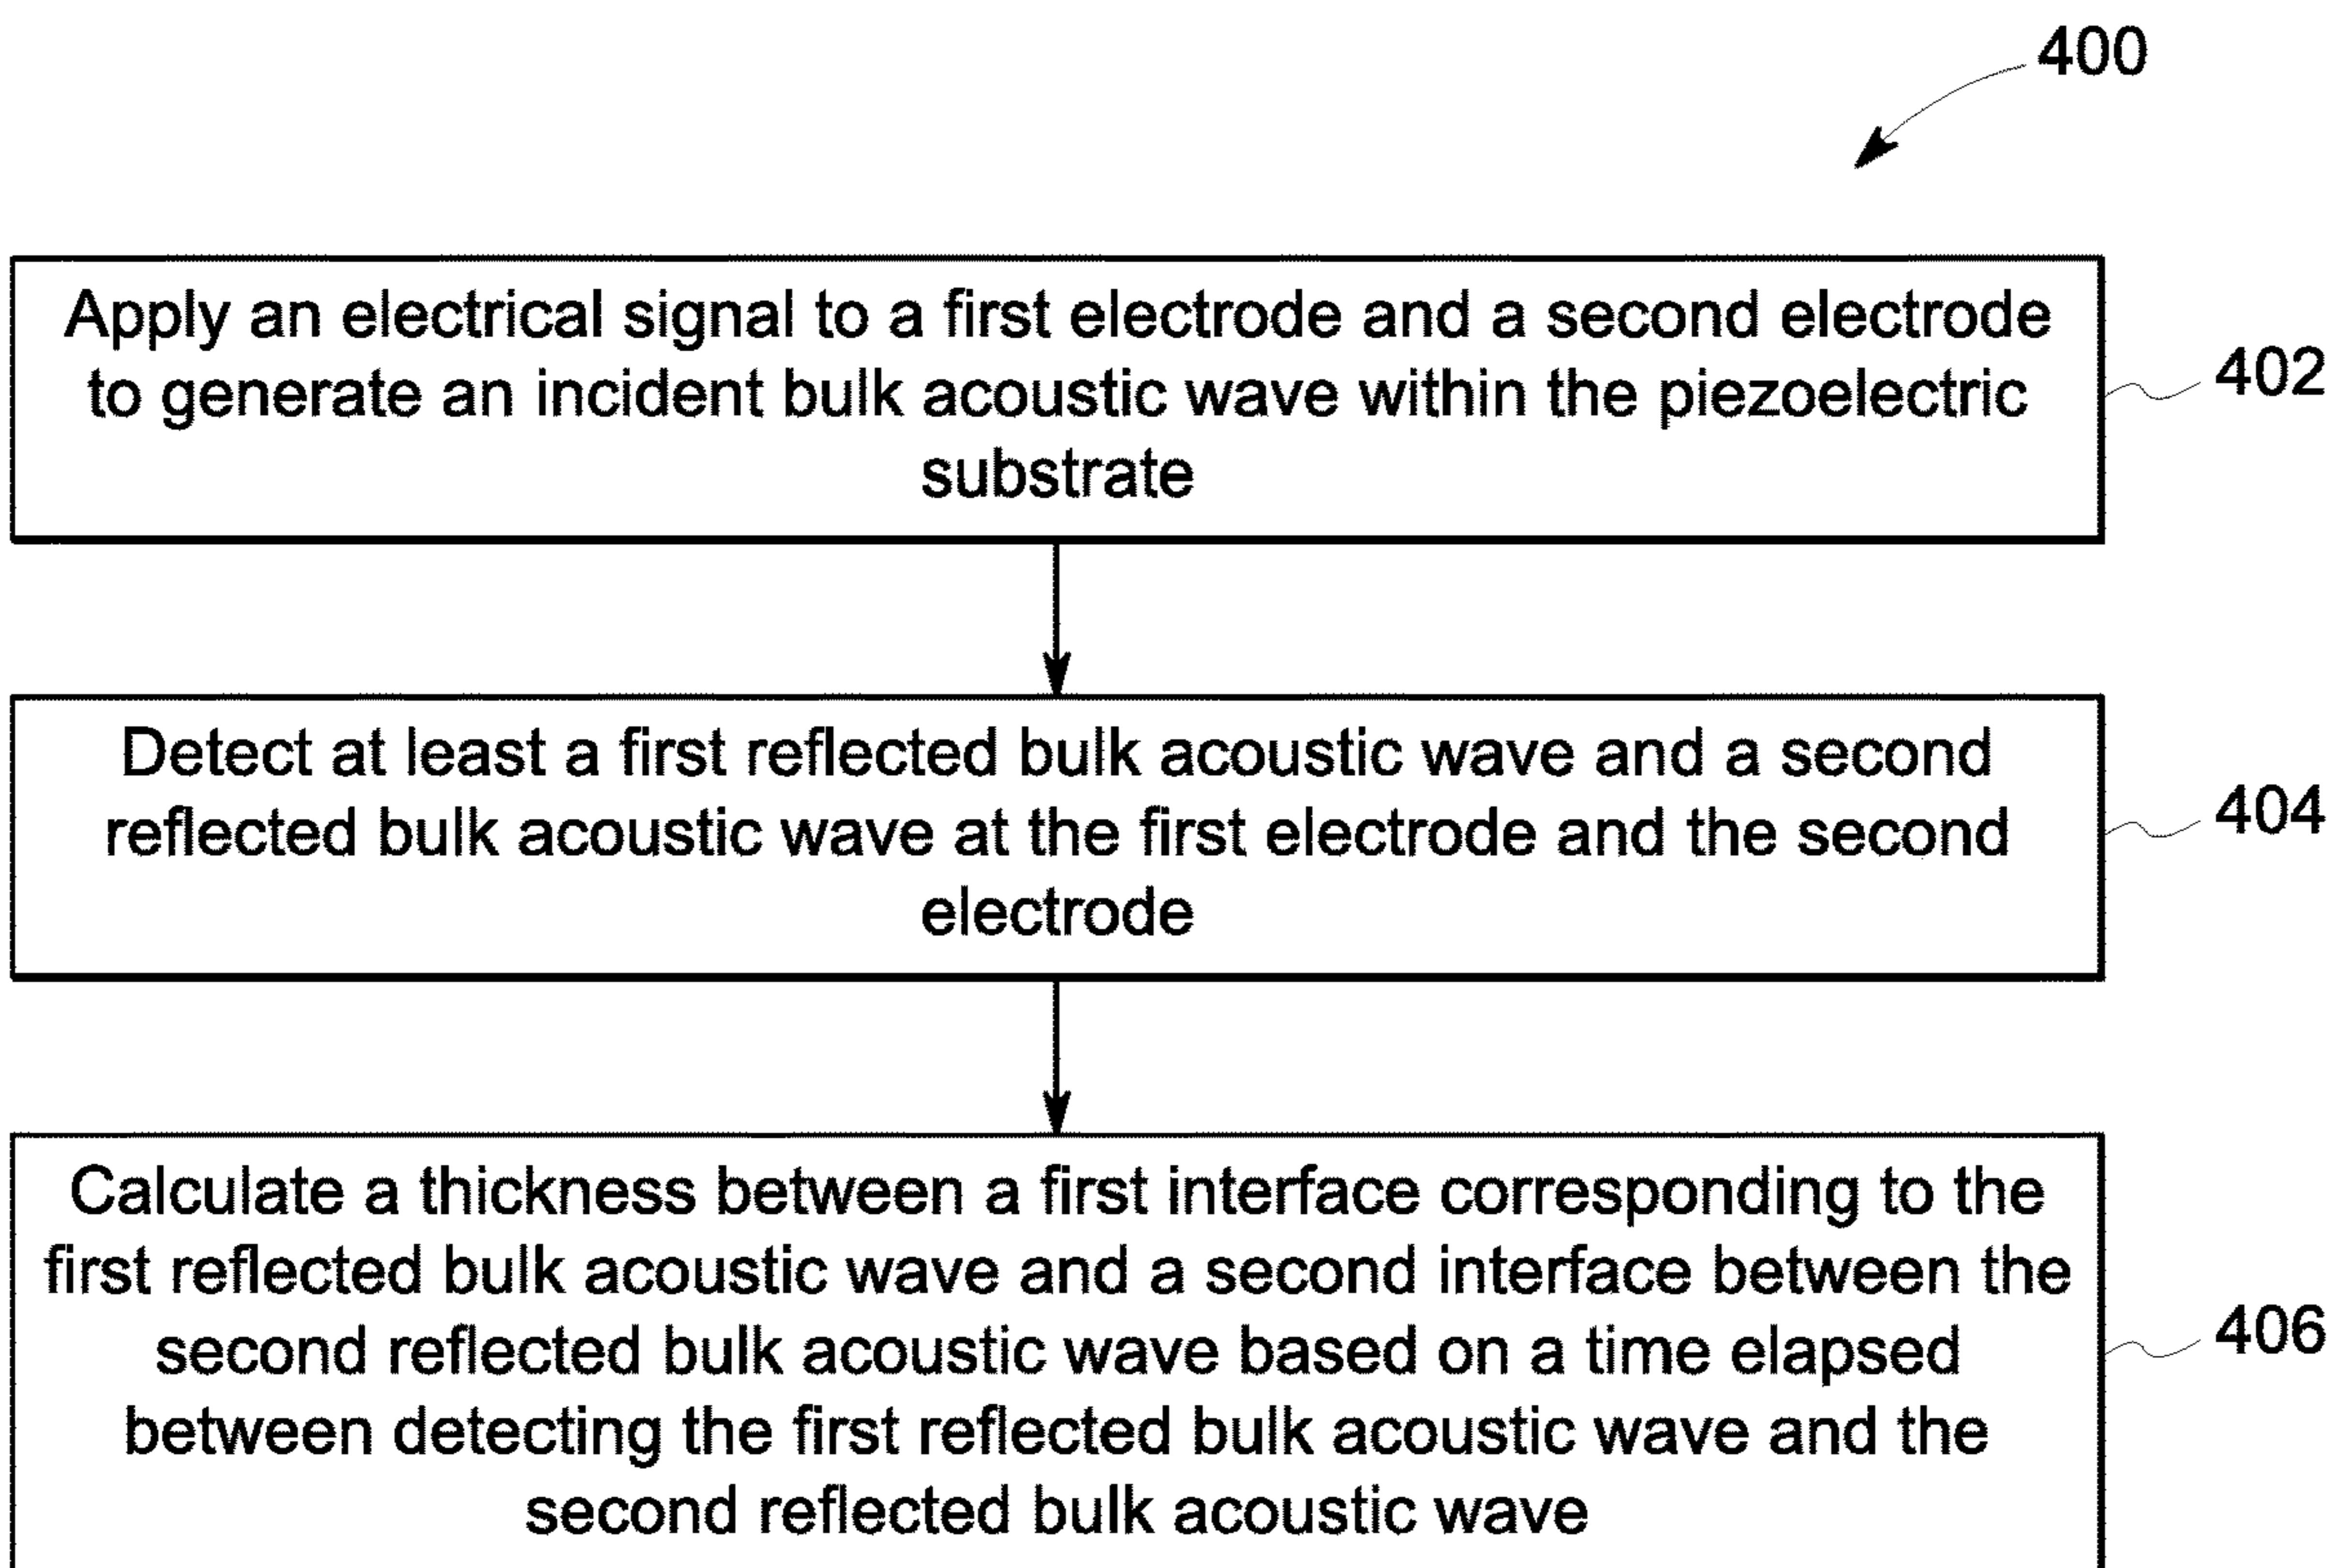 400
Apply an electrical signal to a first electrode and a second electrode
to generate an incident bulk acoustic wave within the piezoelectric
substrate
402
Detect at least a first reflected bulk acoustic wave and a second
reflected bulk acoustic wave at the first electrode and the second
electrode
404
Calculate a thickness between a first interface corresponding to the
first reflected bulk acoustic wave and a second interface between the
second reflected bulk acoustic wave based on a time elapsed
between detecting the first reflected bulk acoustic wave and the
second reflected bulk acoustic wave
406